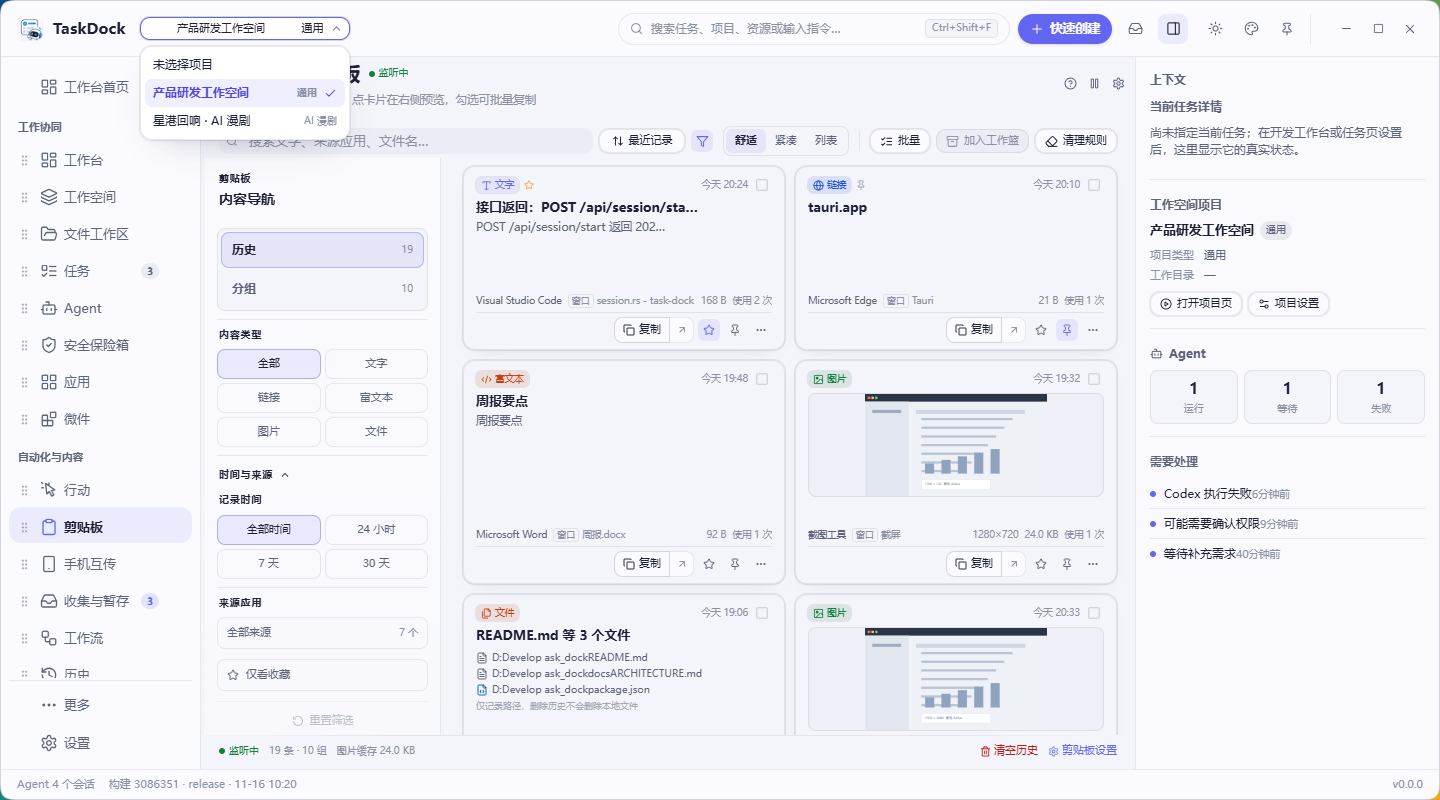 TaskDock
产品研发工作空间 通用
搜索任务、项目、资源或输入指令... Ctrl+Shift+F
快速创建
未选择项目
产品研发工作空间 通用
星港回响 · AI 漫剧 AI 漫剧
工作台首页
工作协同
工作台
工作空间
文件工作区
任务 3
Agent
安全保险箱
应用
微件
自动化与内容
行动
剪贴板
手机互传
收集与暂存 3
工作流
历史
更多
设置
板 监听中
点卡片在右侧预览，勾选可批量复制
搜索文字、来源应用、文件名...
最近记录
舒适 紧凑 列表
批量 加入工作篮 清理规则
剪贴板
内容导航
历史 19
分组 10
内容类型
全部 文字
链接 富文本
图片 文件
时间与来源
记录时间
全部时间 24 小时
7 天 30 天
来源应用
全部来源 7 个
仅看收藏
重置筛选
文字 今天 20:24
接口返回：POST /api/session/sta...
POST /api/session/start 返回 202...
Visual Studio Code 窗口 session.rs - task-dock 168 B 使用 2 次
复制
链接 今天 20:10
tauri.app
Microsoft Edge 窗口 Tauri 21 B 使用 1 次
复制
富文本 今天 19:48
周报要点
周报要点
Microsoft Word 窗口 周报.docx 92 B 使用 1 次
复制
图片 今天 19:32
截图工具 窗口 截屏 1280×720 24.0 KB 使用 1 次
复制
文件 今天 19:06
README.md 等 3 个文件
D:Develop ask_dockREADME.md
D:Develop ask_dockdocsARCHITECTURE.md
D:Develop ask_dockpackage.json
仅记录路径，删除历史不会删除本地文件
图片 今天 20:33
监听中 19 条 · 10 组 图片缓存 24.0 KB
清空历史 剪贴板设置
上下文
当前任务详情
尚未指定当前任务；在开发工作台或任务页设置
后，这里显示它的真实状态。
工作空间项目
产品研发工作空间 通用
项目类型 通用
工作目录 —
打开项目页 项目设置
Agent
1 1 1
运行 等待 失败
需要处理
Codex 执行失败6分钟前
可能需要确认权限9分钟前
等待补充需求40分钟前
Agent 4 个会话 构建 3086351 · release · 11-16 10:20
v0.0.0